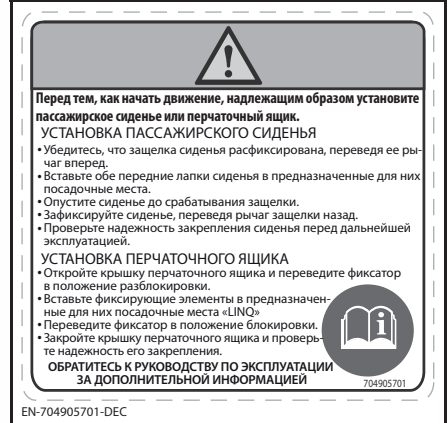 Перед тем, как начать движение, надлежащим образом установите
пассажирское сиденье или перчаточный ящик.
УСТАНОВКА ПАССАЖИРСКОГО СИДЕНЬЯ
• Убедитесь, что защелка сиденья расфиксирована, переведя ее ры-
чаг вперед.
• Вставьте обе передние лапки сиденья в предназначенные для них
посадочные места.
• Опустите сиденье до срабатывания защелки.
• Зафиксируйте сиденье, переведя рычаг защелки назад.
• Проверьте надежность закрепления сиденья перед дальнейшей
эксплуатацией.
УСТАНОВКА ПЕРЧАТОЧНОГО ЯЩИКА
• Откройте крышку перчаточного ящика и переведите фиксатор
в положение разблокировки.
• Вставьте фиксирующие элементы в предназначен-
ные для них посадочные места «LINQ»
• Переведите фиксатор в положение блокировки.
• Закройте крышку перчаточного ящика и проверь-
те надежность его закрепления.
ОБРАТИТЕСЬ К РУКОВОДСТВУ ПО ЭКСПЛУАТАЦИИ
ЗА ДОПОЛНИТЕЛЬНОЙ ИНФОРМАЦИЕЙ
704905701
EN-704905701-DEC